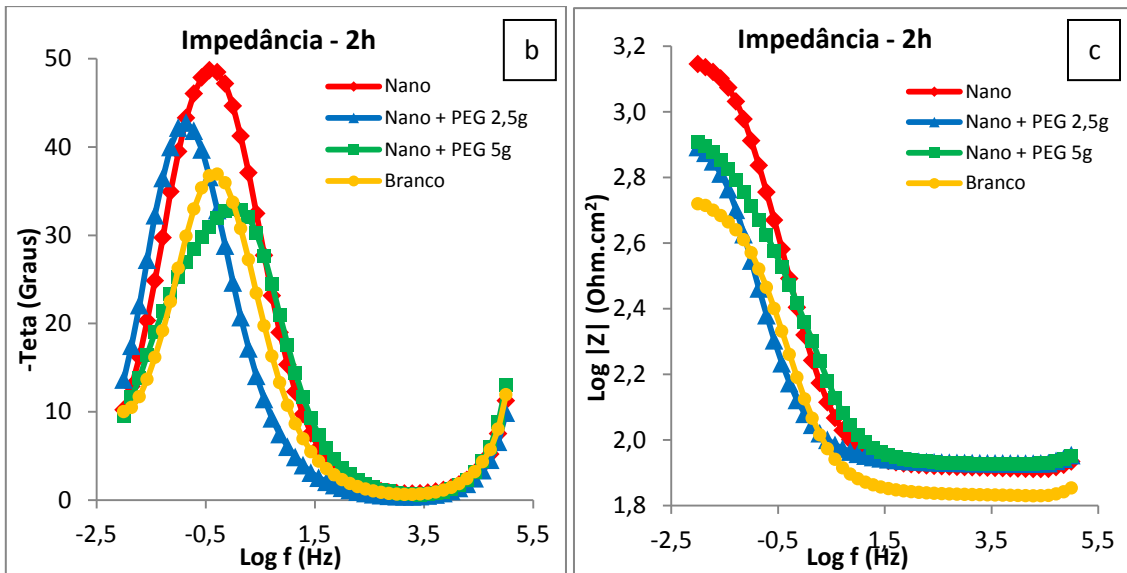 Impedância - 2h
b
50
40
30
20
10
0
-Teta (Graus)
Nano
Nano + PEG 2,5g
Nano + PEG 5g
Branco
-2,5
-0,5
1,5
3,5
5,5
Log f (Hz)
Impedância - 2h
c
3,2
3,0
2,8
2,6
2,4
2,2
2,0
1,8
Log |Z| (Ohm.cm²)
Nano
Nano + PEG 2,5g
Nano + PEG 5g
Branco
-2,5
-0,5
1,5
3,5
5,5
Log f (Hz)